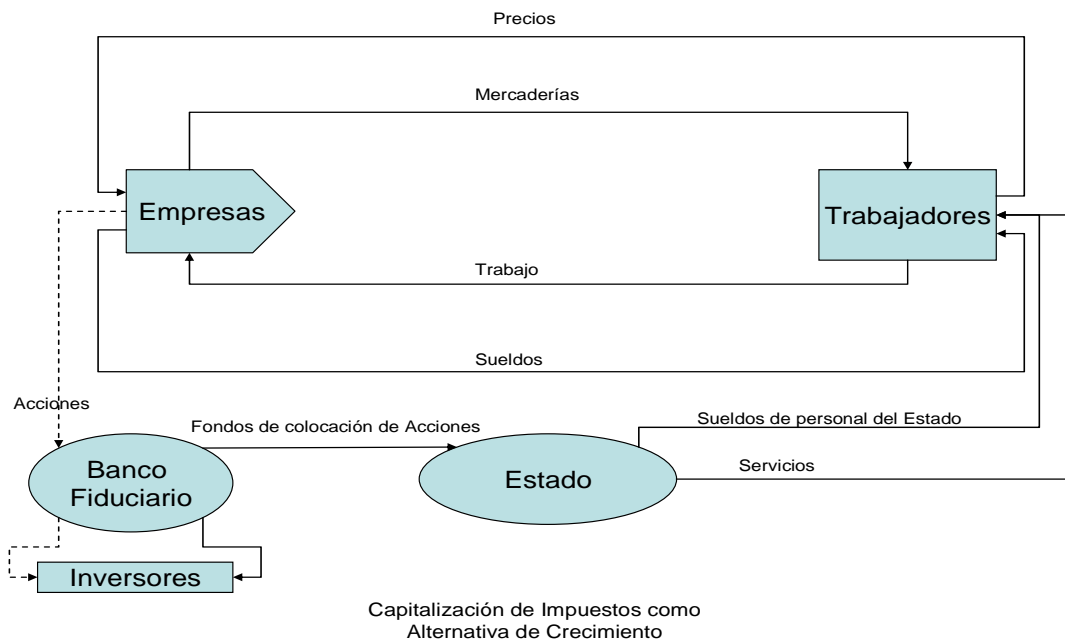 Precios
Mercaderías
Empresas
Trabajadores
Trabajo
Sueldos
Acciones
Fondos de colocación de Acciones
Sueldos de personal del Estado
Banco
Fiduciario
Estado
Servicios
Inversores
Capitalización de Impuestos como
Alternativa de Crecimiento